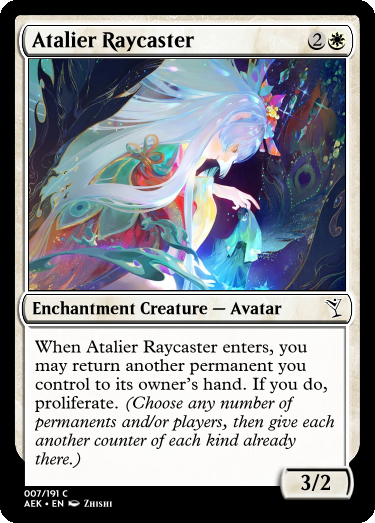 Atalier Raycaster 2
Enchantment Creature — Avatar
When Atalier Raycaster enters, you
may return another permanent you
control to its owner's hand. If you do,
proliferate. (Choose any number of
permanents and/or players, then give each
another counter of each kind already
there.)
3/2
007/191 C
AEK • EN Zhishi